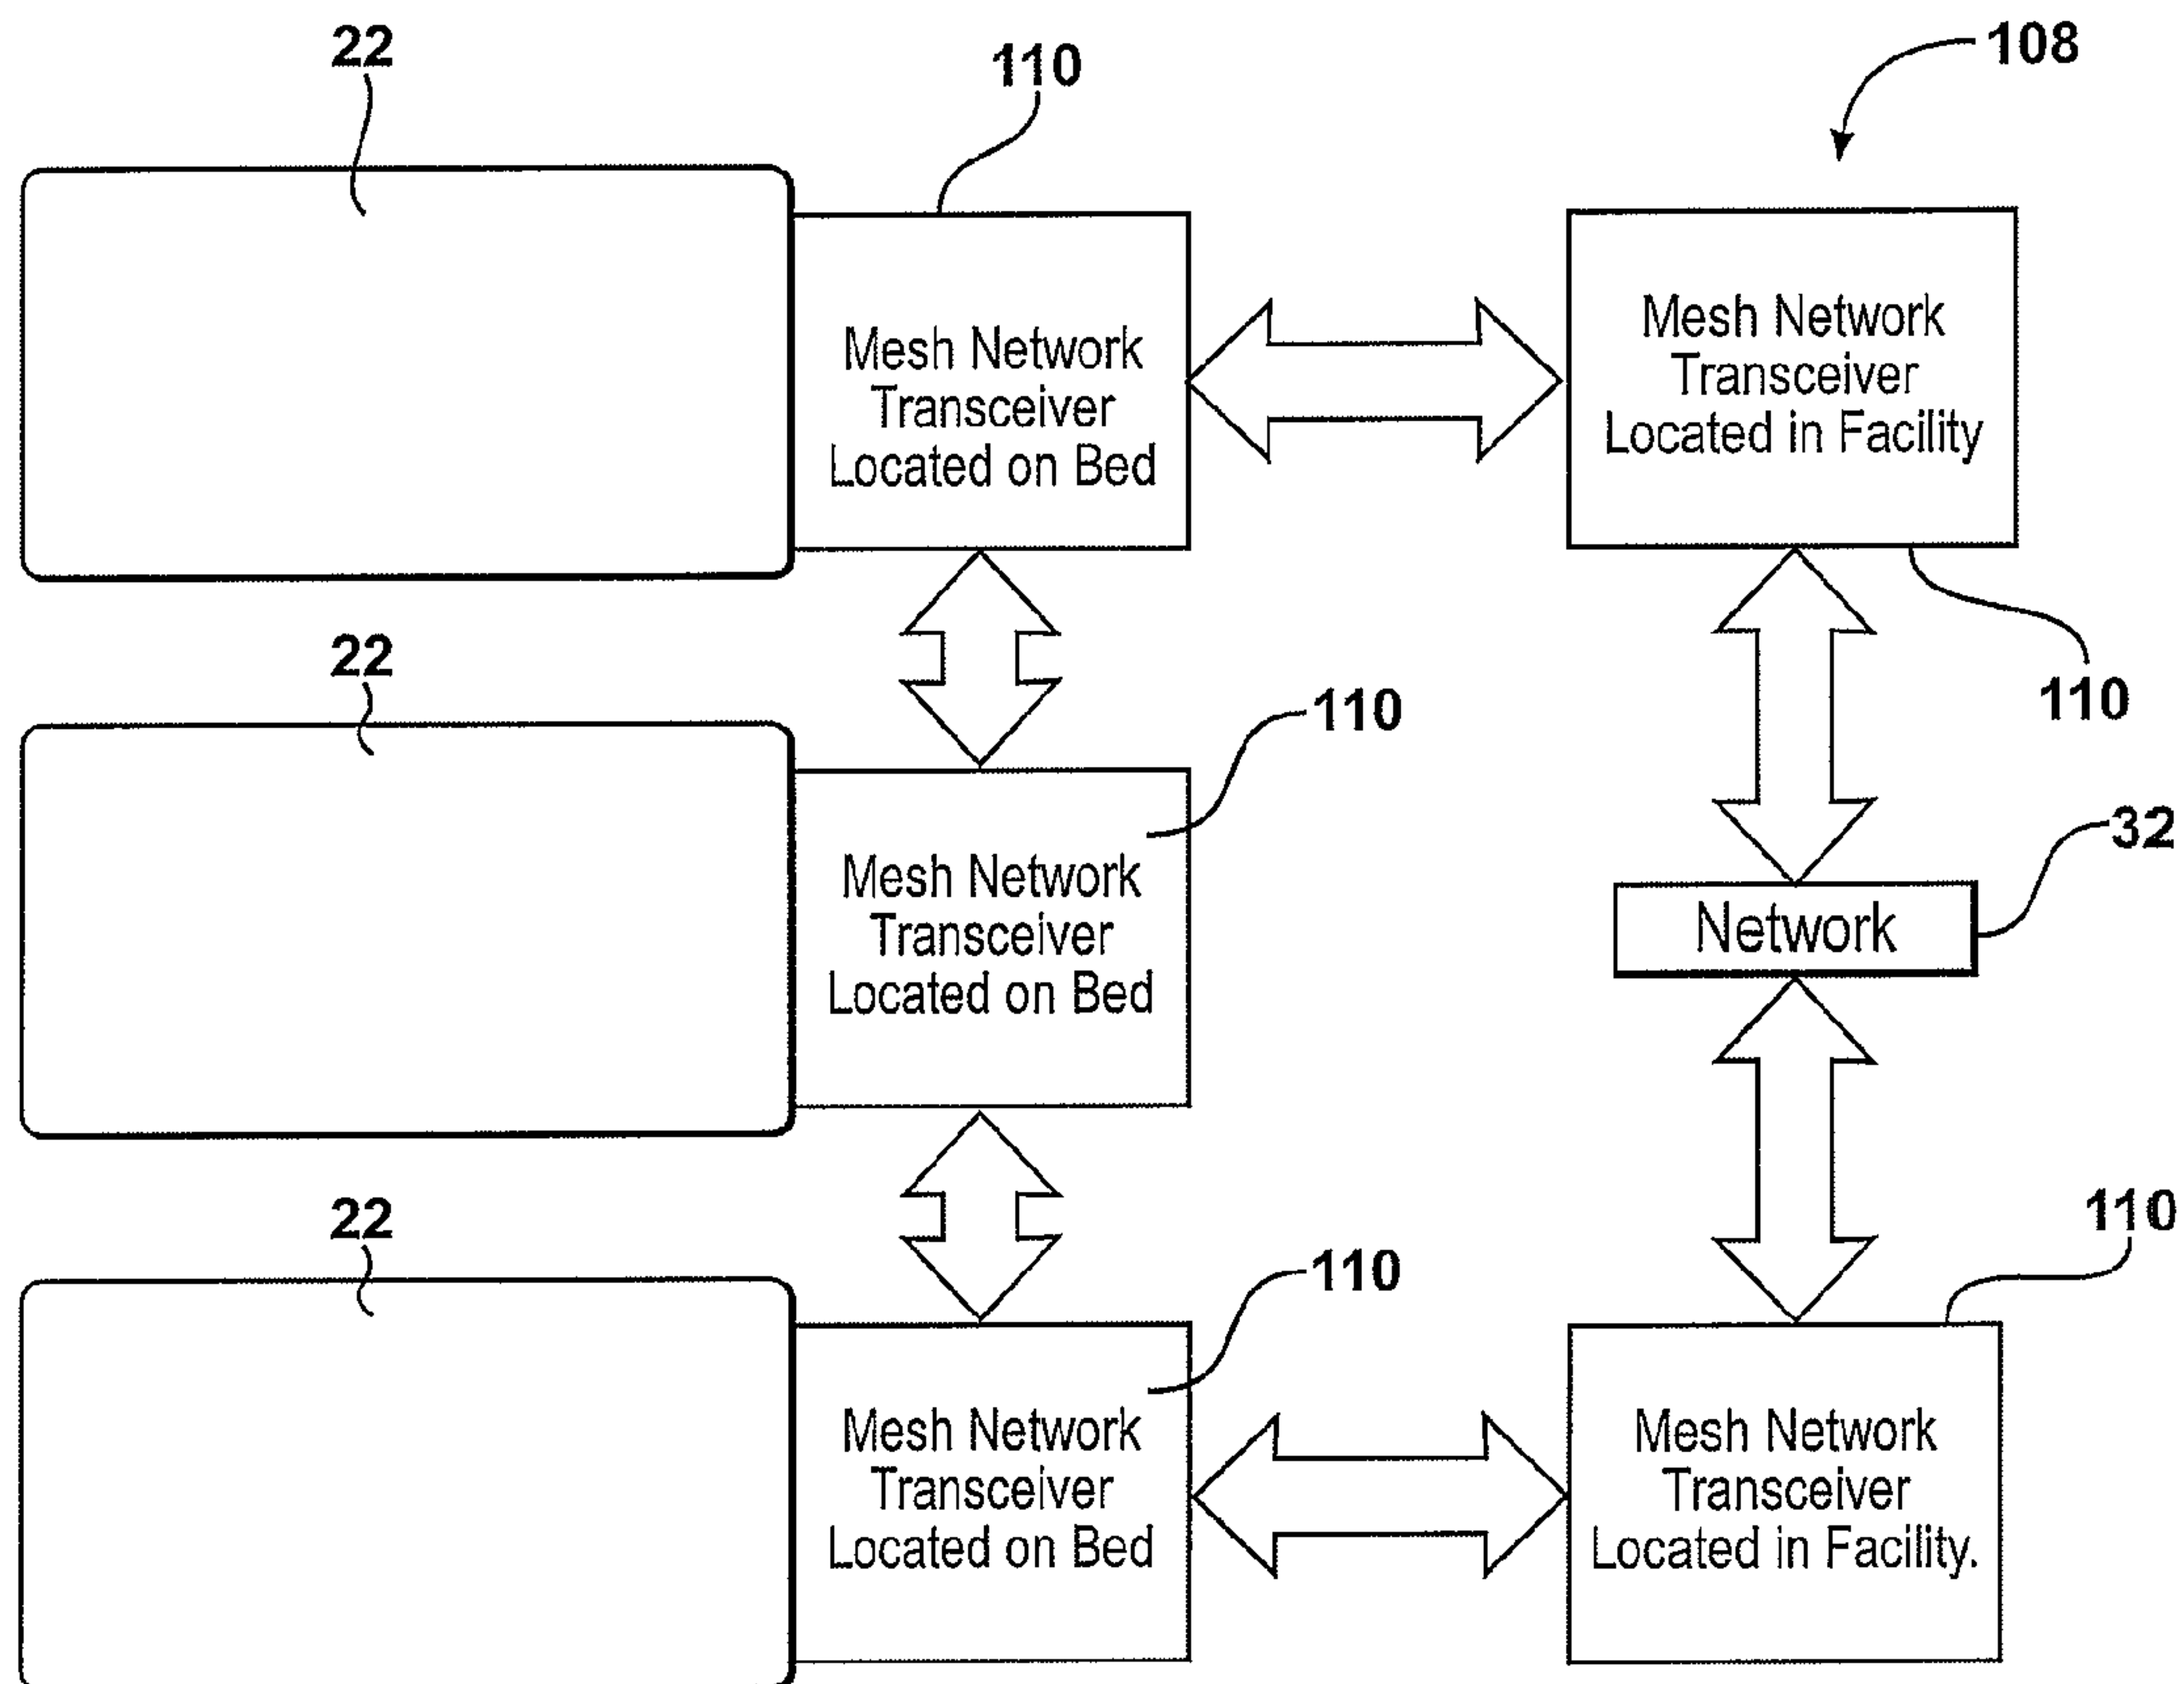 22
110
108
Mesh Network
Transceiver
Located on Bed
Mesh Network
Transceiver
Located in Facility
110
22
110
Mesh Network
Transceiver
Located on Bed
32
Network
22
110
110
Mesh Network
Transceiver
Located on Bed
Mesh Network
Transceiver
Located in Facility.